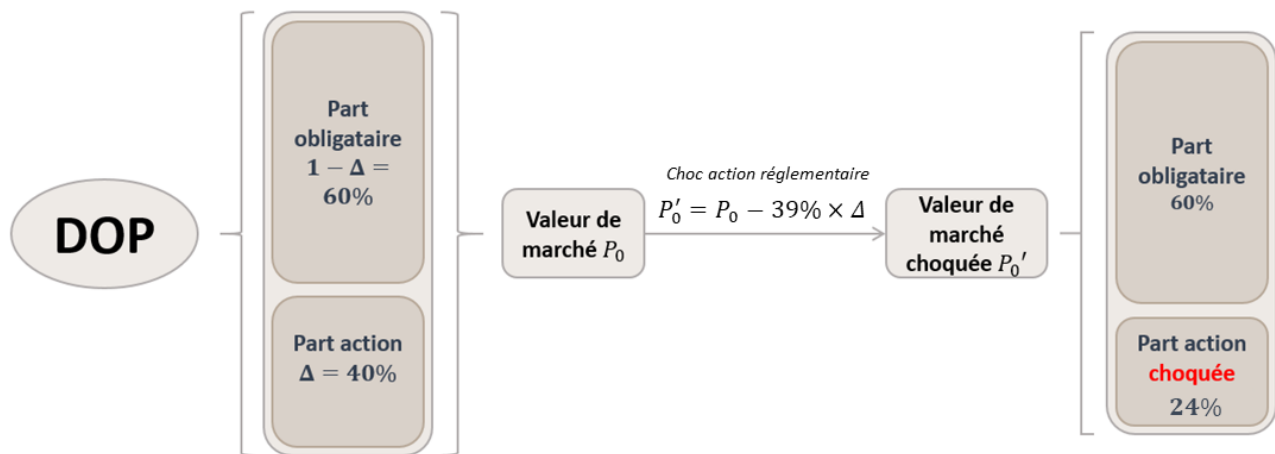 DOP
Part
obligataire
1 − Δ =
60%
Part action
Δ = 40%
Valeur de
marché P₀
Choc action réglementaire
P₀′ = P₀ − 39% × Δ
Valeur de
marché
choquée P₀′
Part
obligataire
60%
Part action
choquée
24%